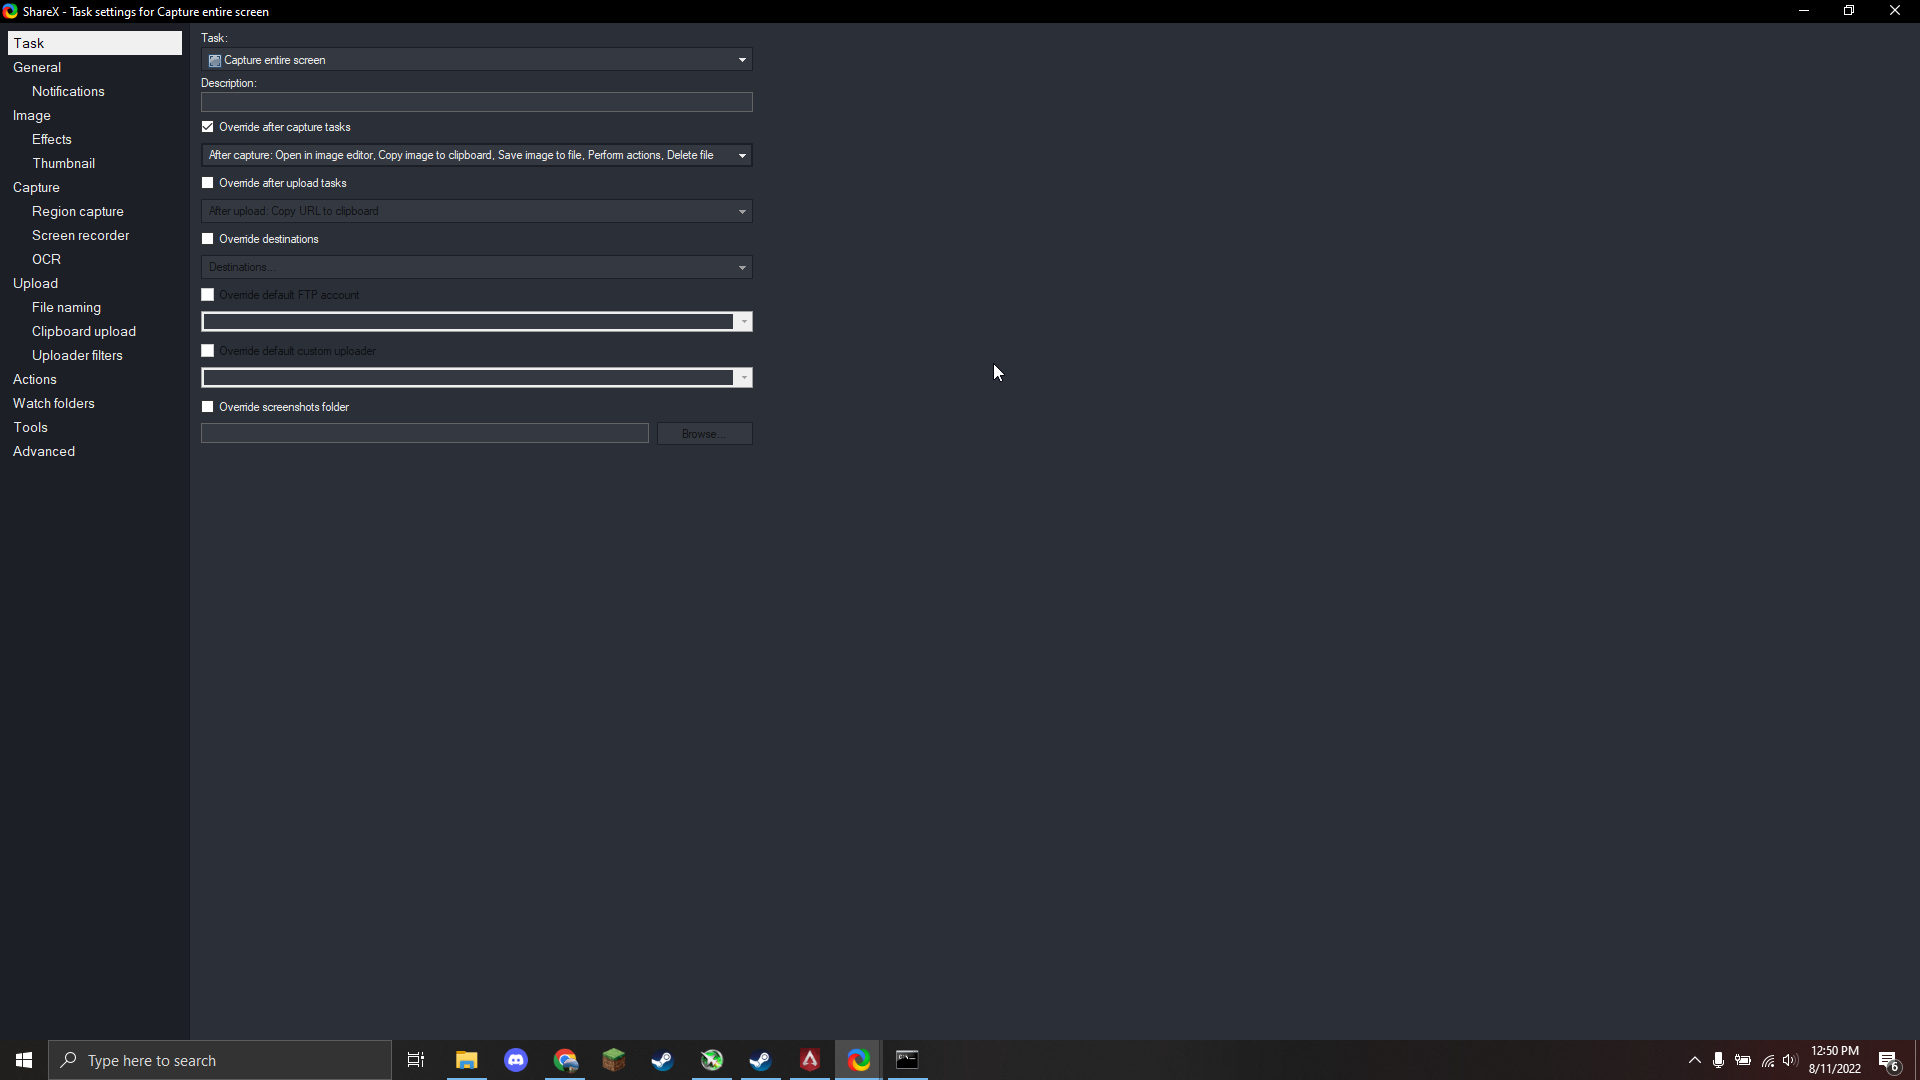 ShareX - Task settings for Capture entire screen
Task
General
Notifications
Image
Effects
Thumbnail
Capture
Region capture
Screen recorder
OCR
Upload
File naming
Clipboard upload
Uploader filters
Actions
Watch folders
Tools
Advanced
Task:
Capture entire screen
Description:
Override after capture tasks
After capture: Open in image editor, Copy image to clipboard, Save image to file, Perform actions, Delete file
Override after upload tasks
After upload: Copy URL to clipboard
Override destinations
Destinations...
Override default FTP account
Override default custom uploader
Override screenshots folder
Browse...
Type here to search
12:50 PM
8/11/2022
6